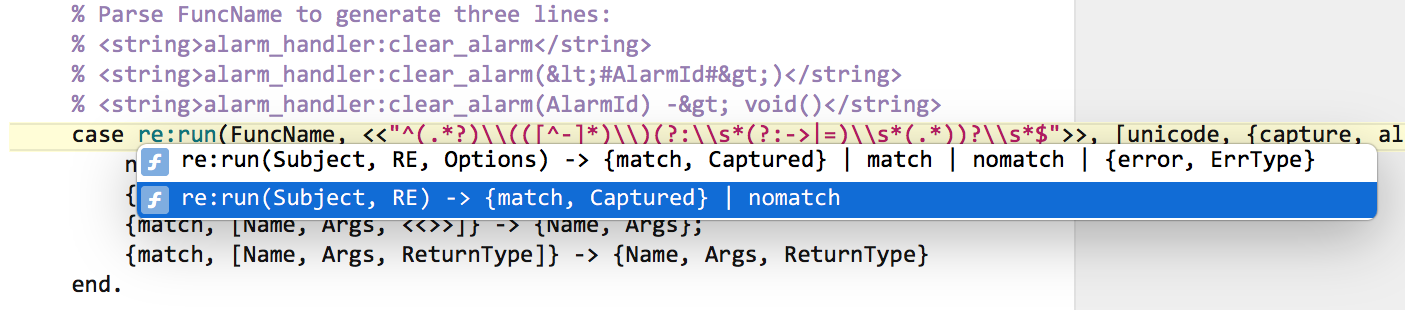 % Parse FuncName to generate three lines:
% <string>alarm_handler:clear_alarm</string>
% <string>alarm_handler:clear_alarm(&lt;#AlarmId#&gt;)</string>
% <string>alarm_handler:clear_alarm(AlarmId) -&gt; void()</string>
case re:run(FuncName, <<"^(.*?)\\(([^-]*)\\)(?:\\s*(?:->|=)\\s*(.*))?\\s*$">>, [unicode, {capture, al
n
f re:run(Subject, RE, Options) -> {match, Captured} | match | nomatch | {error, ErrType}
{
f re:run(Subject, RE) -> {match, Captured} | nomatch
{match, [Name, Args, <<>>]} -> {Name, Args};
{match, [Name, Args, ReturnType]} -> {Name, Args, ReturnType}
end.